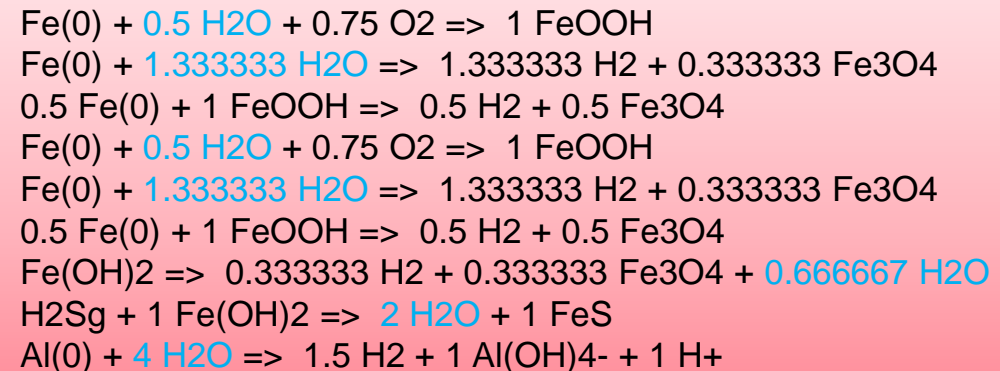 Fe(0) + 0.5 H2O + 0.75 O2 => 1 FeOOH
Fe(0) + 1.333333 H2O => 1.333333 H2 + 0.333333 Fe3O4
0.5 Fe(0) + 1 FeOOH => 0.5 H2 + 0.5 Fe3O4
Fe(0) + 0.5 H2O + 0.75 O2 => 1 FeOOH
Fe(0) + 1.333333 H2O => 1.333333 H2 + 0.333333 Fe3O4
0.5 Fe(0) + 1 FeOOH => 0.5 H2 + 0.5 Fe3O4
Fe(OH)2 => 0.333333 H2 + 0.333333 Fe3O4 + 0.666667 H2O
H2Sg + 1 Fe(OH)2 => 2 H2O + 1 FeS
Al(0) + 4 H2O => 1.5 H2 + 1 Al(OH)4- + 1 H+